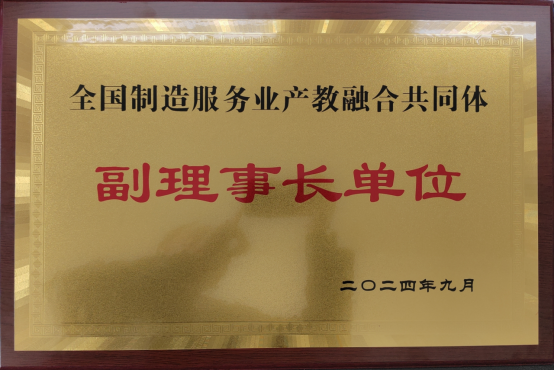 全国制造服务业产教融合共同体
副理事长单位
二〇二四年九月